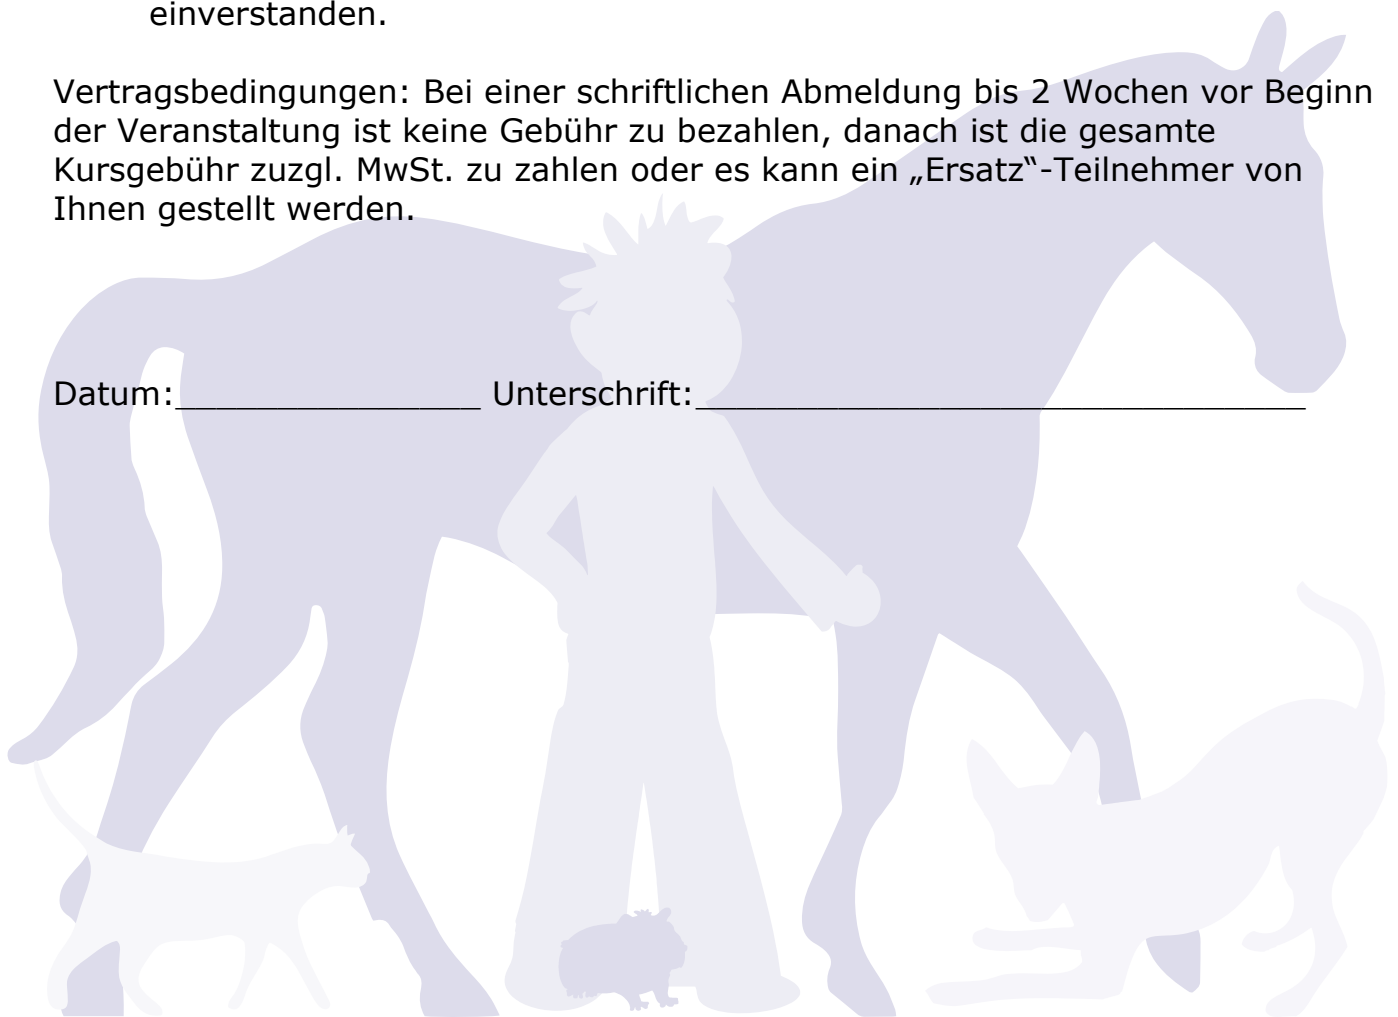 einverstanden.
Vertragsbedingungen: Bei einer schriftlichen Abmeldung bis 2 Wochen vor Beginn
der Veranstaltung ist keine Gebühr zu bezahlen, danach ist die gesamte
Kursgebühr zuzgl. MwSt. zu zahlen oder es kann ein „Ersatz“-Teilnehmer von
Ihnen gestellt werden.
Datum:_______________ Unterschrift:______________________________